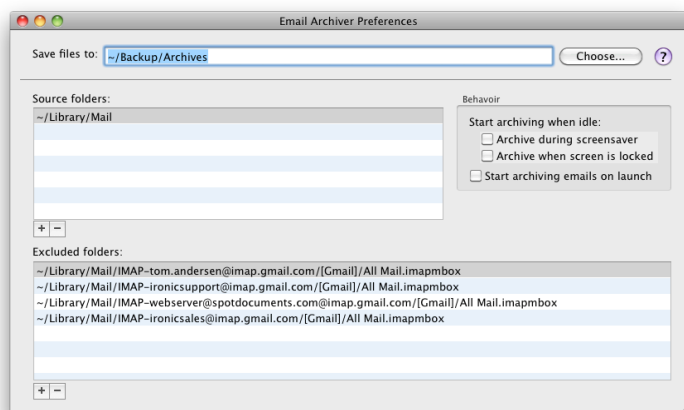 Email Archiver Preferences
Save files to: ~/Backup/Archives Choose... ?
Source folders:
~/Library/Mail
+ −
Behavoir
Start archiving when idle:
Archive during screensaver
Archive when screen is locked
Start archiving emails on launch
Excluded folders:
~/Library/Mail/IMAP-tom.andersen@imap.gmail.com/[Gmail]/All Mail.imapmbox
~/Library/Mail/IMAP-ironicsupport@imap.gmail.com/[Gmail]/All Mail.imapmbox
~/Library/Mail/IMAP-webserver@spotdocuments.com@imap.gmail.com/[Gmail]/All Mail.imapmbox
~/Library/Mail/IMAP-ironicsales@imap.gmail.com/[Gmail]/All Mail.imapmbox
+ −